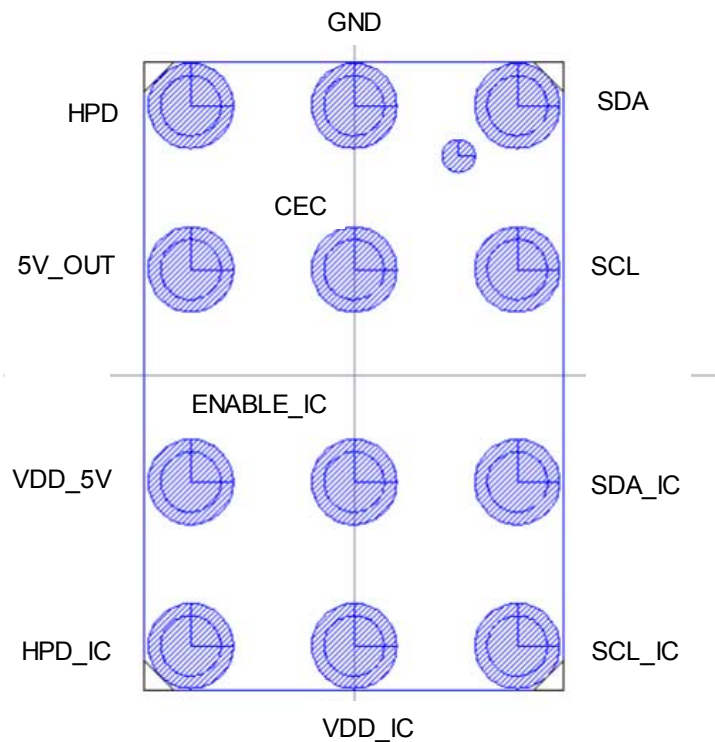 GND
HPD
SDA
CEC
5V_OUT
SCL
ENABLE_IC
VDD_5V
SDA_IC
HPD_IC
SCL_IC
VDD_IC